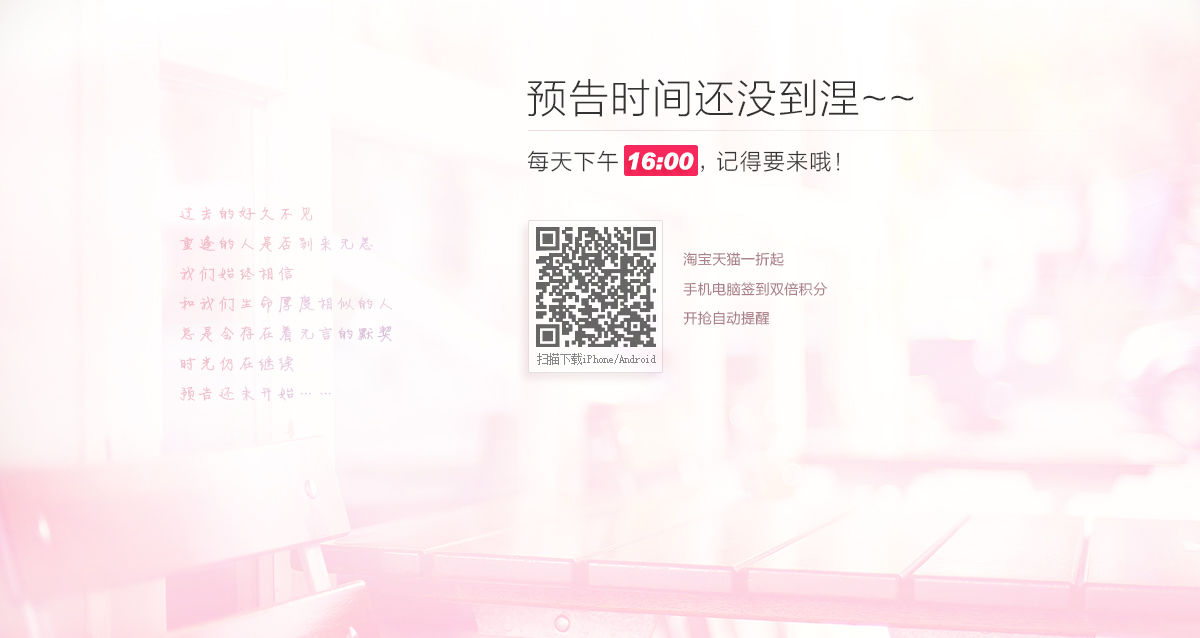 预告时间还没到涅~~
每天下午 16:00，记得要来哦！
过去的好久不见
重逢的人是否别来无恙
我们始终相信
和我们生命厚度相似的人
总是会存在着无言的默契
时光仍在继续
预告还未开始……
淘宝天猫一折起
手机电脑签到双倍积分
开抢自动提醒
扫描下载iPhone/Android